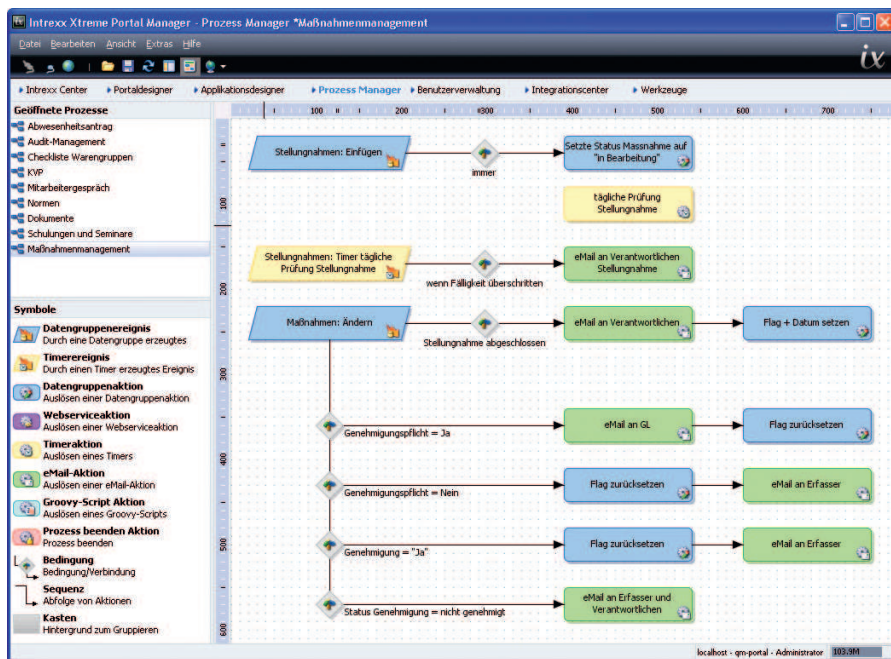 Intrexx Xtreme Portal Manager - Prozess Manager *Maßnahmenmanagement
Datei Bearbeiten Ansicht Extras Hilfe
ix
Intrexx Center Portaldesigner Applikationsdesigner Prozess Manager Benutzerverwaltung Integrationscenter Werkzeuge
Geöffnete Prozesse
Abwesenheitsantrag
Audit-Management
Checkliste Warengruppen
KVP
Mitarbeitergespräch
Normen
Dokumente
Schulungen und Seminare
Maßnahmenmanagement
Symbole
Datengruppenereignis
Durch eine Datengruppe erzeugtes
Timerereignis
Durch einen Timer erzeugtes Ereignis
Datengruppenaktion
Auslösen einer Datengruppenaktion
Webserviceaktion
Auslösen einer Webserviceaktion
Timeraktion
Auslösen eines Timers
eMail-Aktion
Auslösen einer eMail-Aktion
Groovy-Script Aktion
Auslösen eines Groovy-Scripts
Prozess beenden Aktion
Prozess beenden
Bedingung
Bedingung/Verbindung
Sequenz
Abfolge von Aktionen
Kasten
Hintergrund zum Gruppieren
100 200 300 400 500 600 700
100
200
300
400
500
600
Stellungnahmen: Einfügen
immer
Setzte Status Massnahme auf
"in Bearbeitung"
tägliche Prüfung
Stellungnahme
Stellungnahmen: Timer tägliche
Prüfung Stellungnahme
wenn Fälligkeit überschritten
eMail an Verantwortlichen
Stellungnahme
Maßnahmen: Ändern
Stellungnahme abgeschlossen
eMail an Verantwortlichen
Flag + Datum setzen
Genehmigungspflicht = Ja
eMail an GL
Flag zurücksetzen
Genehmigungspflicht = Nein
Flag zurücksetzen
eMail an Erfasser
Genehmigung = "Ja"
Flag zurücksetzen
eMail an Erfasser
Status Genehmigung = nicht genehmigt
eMail an Erfasser und
Verantwortlichen
localhost - qm-portal - Administrator 103.9M